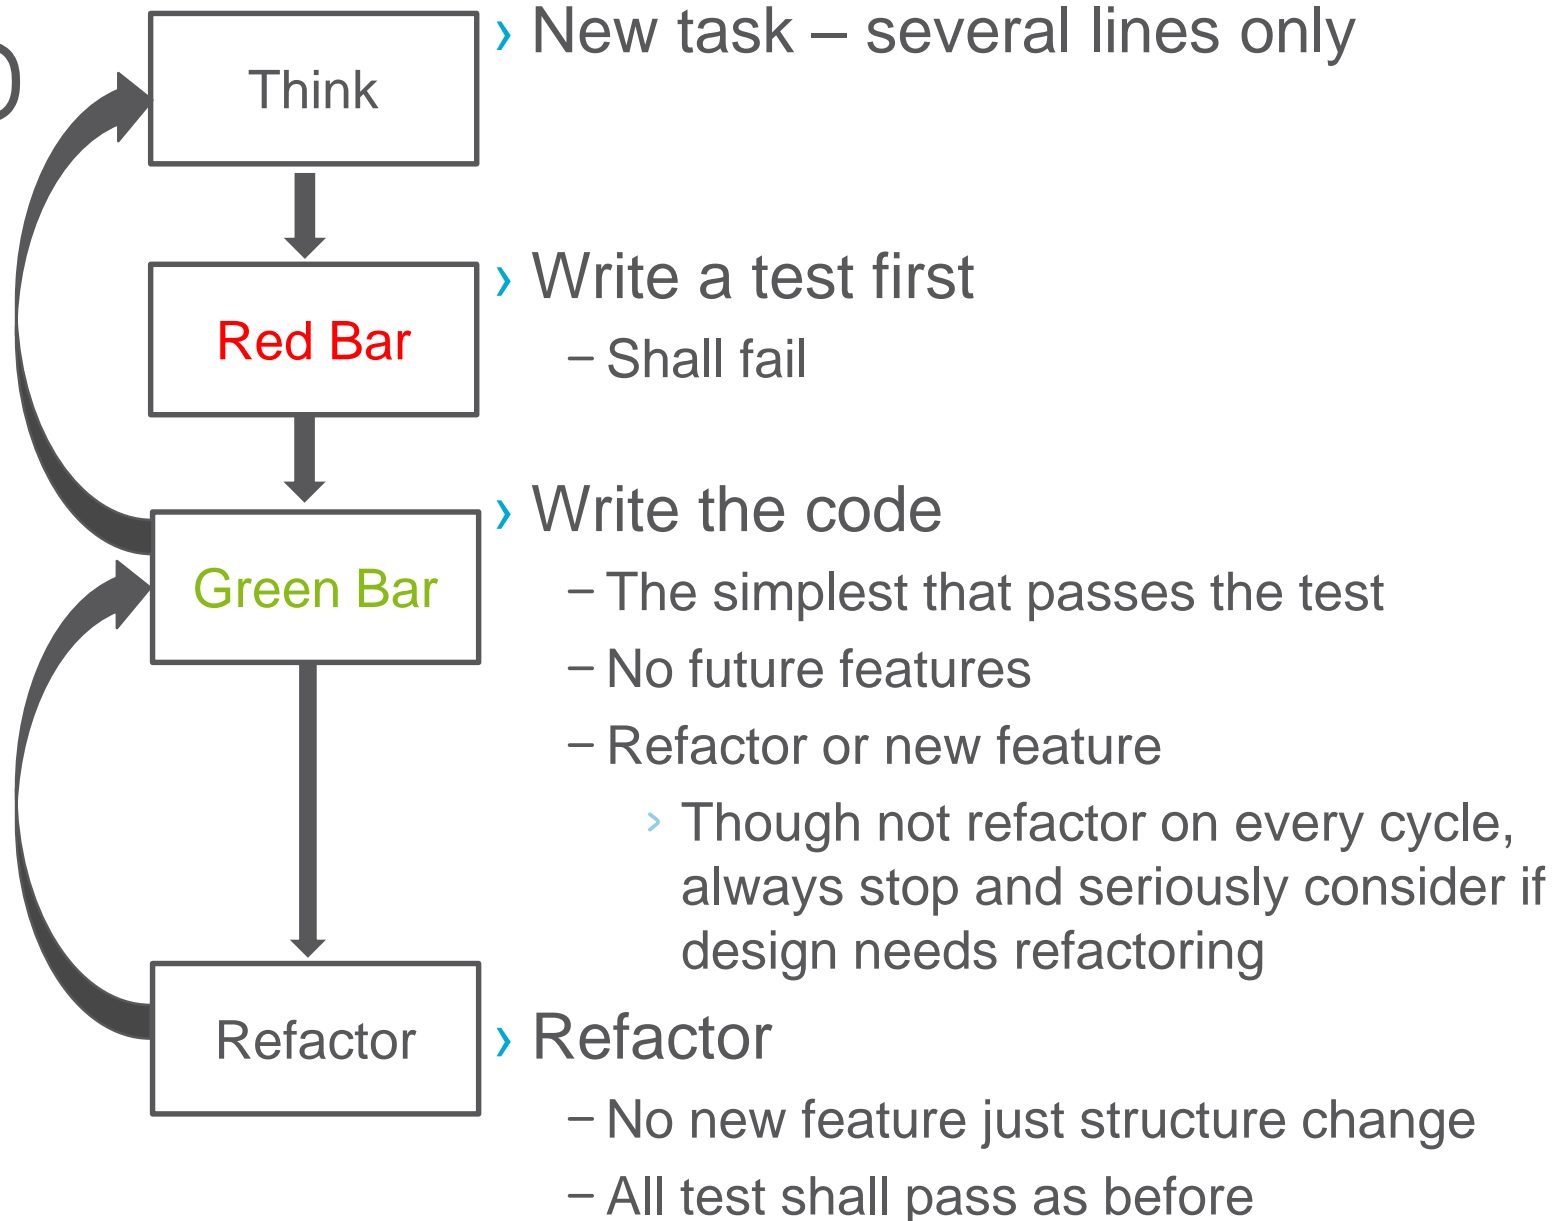 Think
› New task – several lines only
Red Bar
› Write a test first
– Shall fail
Green Bar
› Write the code
– The simplest that passes the test
– No future features
– Refactor or new feature
› Though not refactor on every cycle,
always stop and seriously consider if
design needs refactoring
Refactor
› Refactor
– No new feature just structure change
– All test shall pass as before